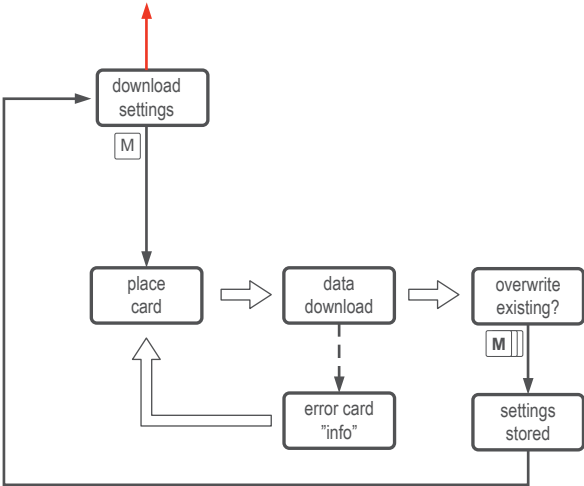 download
settings
M
place
card
data
download
overwrite
existing?
M
error card
”info”
settings
stored